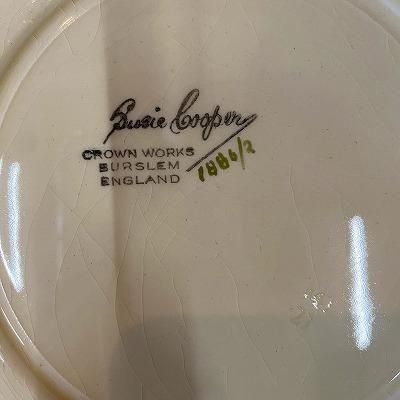 Susie Cooper
CROWN WORKS
BURSLEM
ENGLAND
1886/2